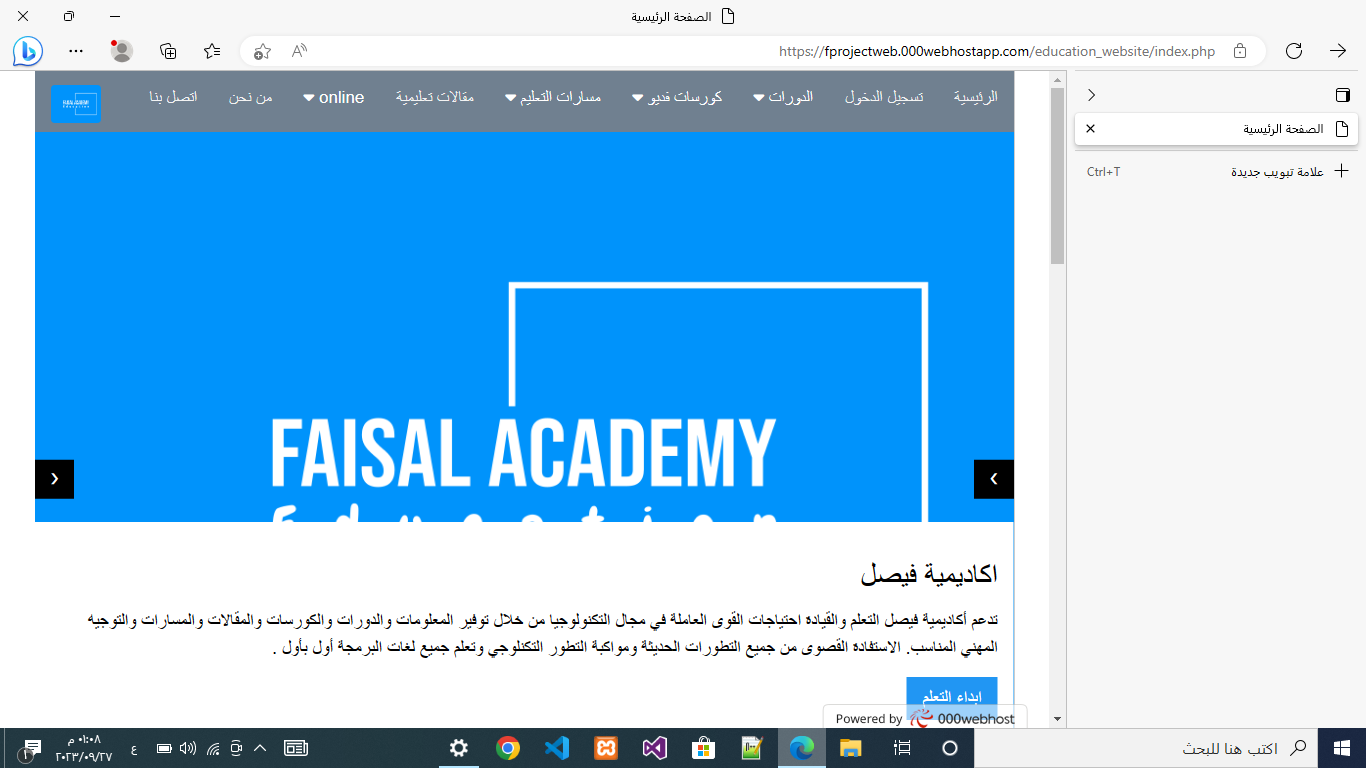 الصفحة الرئيسية
https://fprojectweb.000webhostapp.com/education_website/index.php
الصفحة الرئيسية
علامة تبويب جديدة
Ctrl+T
الرئيسية
تسجيل الدخول
الدورات
كورسات فديو
مسارات التعليم
مقالات تعليمية
online
من نحن
اتصل بنا
FAISAL ACADEMY
FAISAL ACADEMY
Education
اكاديمية فيصل
تدعم أكاديمية فيصل التعلم والقيادة احتياجات القوى العاملة في مجال التكنولوجيا من خلال توفير المعلومات والدورات والكورسات والمقالات والمسارات والتوجيه
المهني المناسب. الاستفادة القصوى من جميع التطورات الحديثة ومواكبة التطور التكنلوجي وتعلم جميع لغات البرمجة أول بأول .
ابداء التعلم
Powered by 000webhost
اكتب هنا للبحث
ع
٠١:٠٨ م
٢٠٢٣/٠٩/٢٧
1